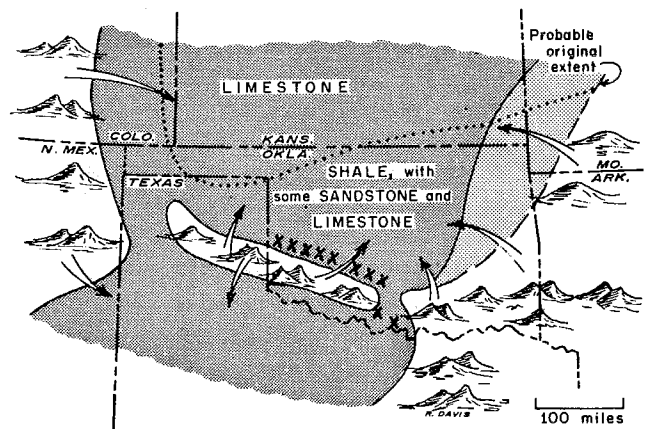 Probable
original
extent
LIMESTONE
COLO.
KANS.
N. MEX.
OKLA.
MO.
ARK.
TEXAS
SHALE, with
some SANDSTONE and
LIMESTONE
X X X X X X X X
X X
R. DAVIS
100 miles